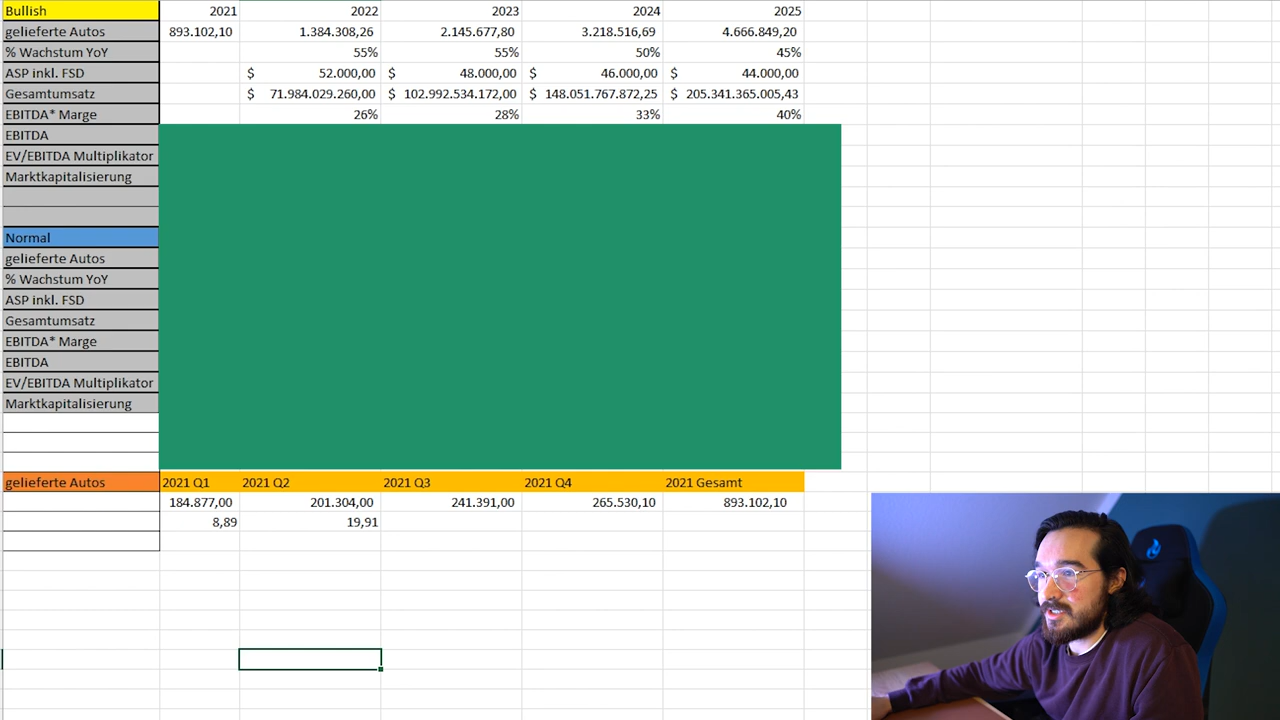 Bullish 2021 2022 2023 2024 2025
gelieferte Autos 893.102,10 1.384.308,26 2.145.677,80 3.218.516,69 4.666.849,20
% Wachstum YoY 55% 55% 50% 45%
ASP inkl. FSD $ 52.000,00 $ 48.000,00 $ 46.000,00 $ 44.000,00
Gesamtumsatz $ 71.984.029.260,00 $ 102.992.534.172,00 $ 148.051.767.872,25 $ 205.341.365.005,43
EBITDA* Marge 26% 28% 33% 40%
EBITDA
EV/EBITDA Multiplikator
Marktkapitalisierung
Normal
gelieferte Autos
% Wachstum YoY
ASP inkl. FSD
Gesamtumsatz
EBITDA* Marge
EBITDA
EV/EBITDA Multiplikator
Marktkapitalisierung
gelieferte Autos 2021 Q1 2021 Q2 2021 Q3 2021 Q4 2021 Gesamt
184.877,00 201.304,00 241.391,00 265.530,10 893.102,10
8,89 19,91